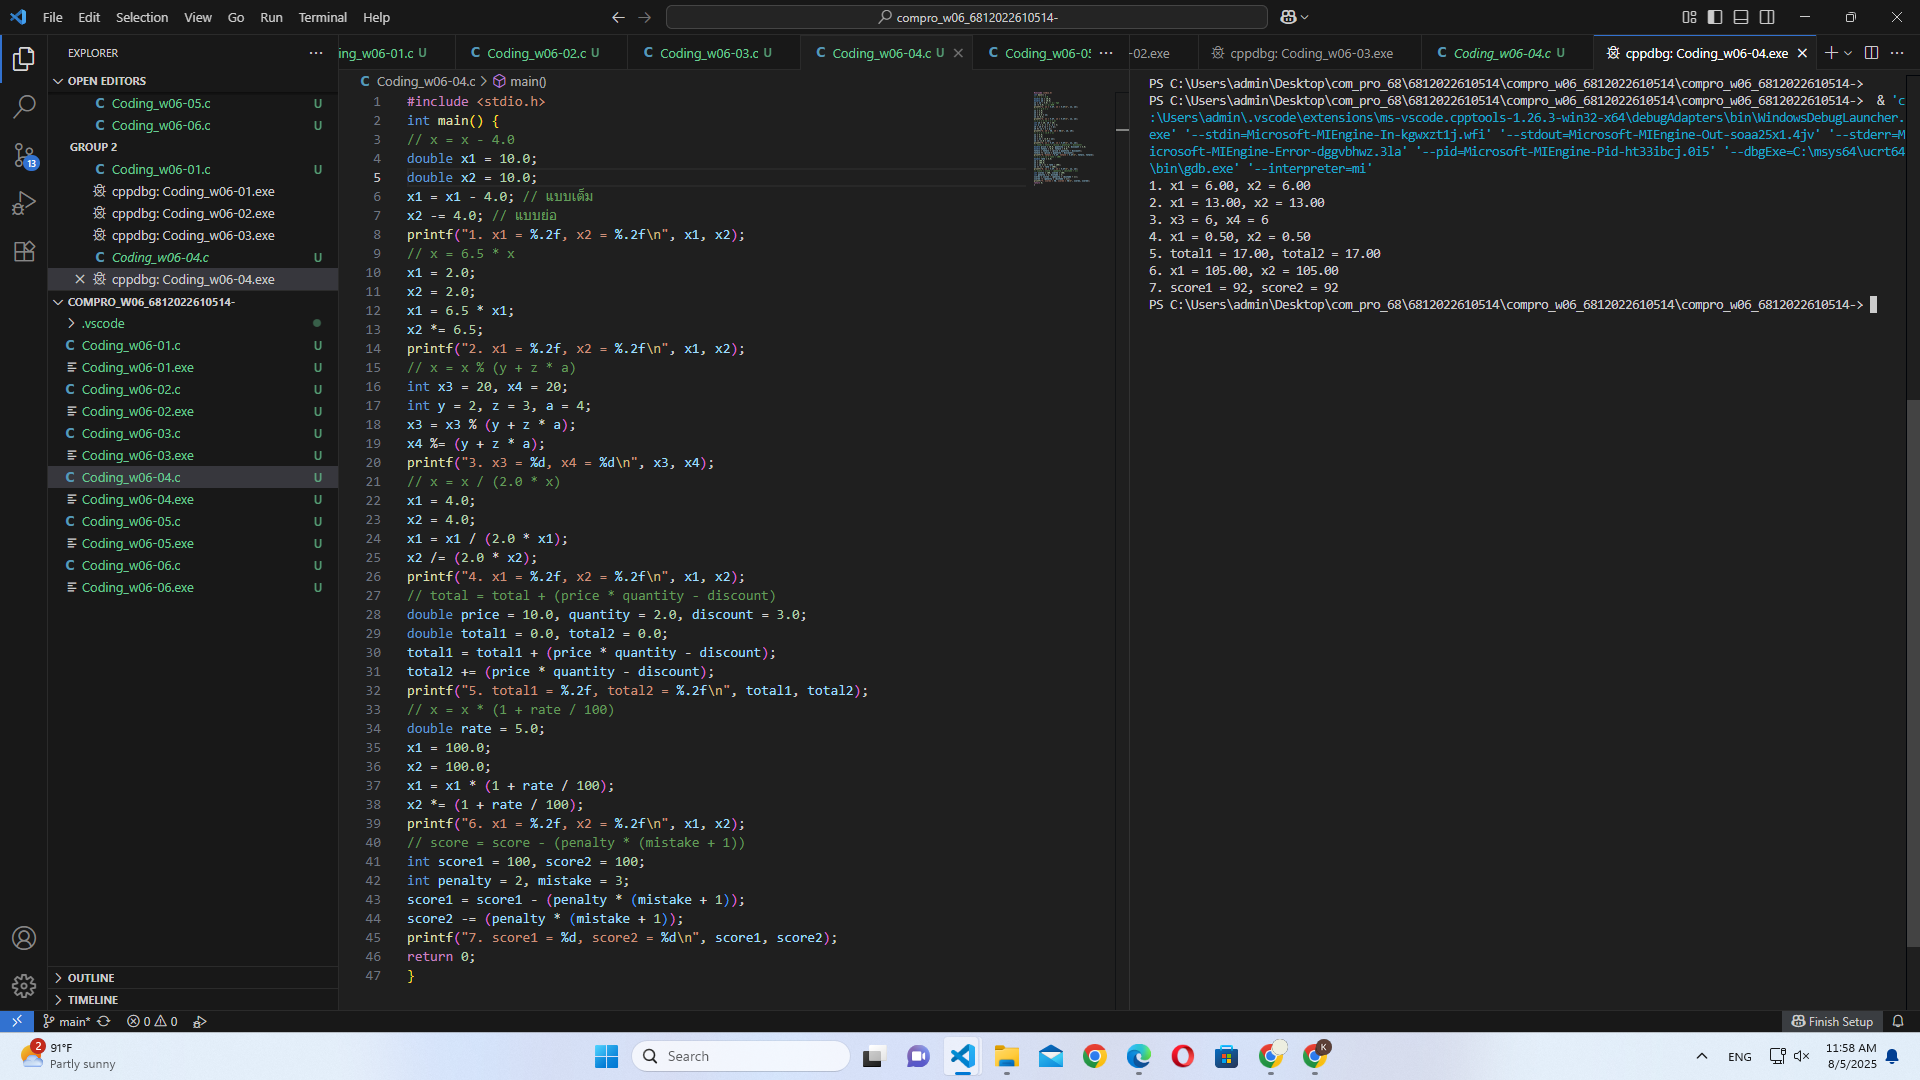 File Edit Selection View Go Run Terminal Help
compro_w06_6812022610514-
EXPLORER
OPEN EDITORS
Coding_w06-05.c U
Coding_w06-06.c U
GROUP 2
Coding_w06-01.c U
cppdbg: Coding_w06-01.exe
cppdbg: Coding_w06-02.exe
cppdbg: Coding_w06-03.exe
Coding_w06-04.c U
cppdbg: Coding_w06-04.exe
COMPRO_W06_6812022610514-
.vscode
Coding_w06-01.c U
Coding_w06-01.exe U
Coding_w06-02.c U
Coding_w06-02.exe U
Coding_w06-03.c U
Coding_w06-03.exe U
Coding_w06-04.c U
Coding_w06-04.exe U
Coding_w06-05.c U
Coding_w06-05.exe U
Coding_w06-06.c U
Coding_w06-06.exe U
OUTLINE
TIMELINE
13
ing_w06-01.c U Coding_w06-02.c U Coding_w06-03.c U Coding_w06-04.c U Coding_w06-05
Coding_w06-04.c > main()
1 #include <stdio.h>
2 int main() {
3 // x = x - 4.0
4 double x1 = 10.0;
5 double x2 = 10.0;
6 x1 = x1 - 4.0; // แบบเต็ม
7 x2 -= 4.0; // แบบย่อ
8 printf("1. x1 = %.2f, x2 = %.2f\n", x1, x2);
9 // x = 6.5 * x
10 x1 = 2.0;
11 x2 = 2.0;
12 x1 = 6.5 * x1;
13 x2 *= 6.5;
14 printf("2. x1 = %.2f, x2 = %.2f\n", x1, x2);
15 // x = x % (y + z * a)
16 int x3 = 20, x4 = 20;
17 int y = 2, z = 3, a = 4;
18 x3 = x3 % (y + z * a);
19 x4 %= (y + z * a);
20 printf("3. x3 = %d, x4 = %d\n", x3, x4);
21 // x = x / (2.0 * x)
22 x1 = 4.0;
23 x2 = 4.0;
24 x1 = x1 / (2.0 * x1);
25 x2 /= (2.0 * x2);
26 printf("4. x1 = %.2f, x2 = %.2f\n", x1, x2);
27 // total = total + (price * quantity - discount)
28 double price = 10.0, quantity = 2.0, discount = 3.0;
29 double total1 = 0.0, total2 = 0.0;
30 total1 = total1 + (price * quantity - discount);
31 total2 += (price * quantity - discount);
32 printf("5. total1 = %.2f, total2 = %.2f\n", total1, total2);
33 // x = x * (1 + rate / 100)
34 double rate = 5.0;
35 x1 = 100.0;
36 x2 = 100.0;
37 x1 = x1 * (1 + rate / 100);
38 x2 *= (1 + rate / 100);
39 printf("6. x1 = %.2f, x2 = %.2f\n", x1, x2);
40 // score = score - (penalty * (mistake + 1))
41 int score1 = 100, score2 = 100;
42 int penalty = 2, mistake = 3;
43 score1 = score1 - (penalty * (mistake + 1));
44 score2 -= (penalty * (mistake + 1));
45 printf("7. score1 = %d, score2 = %d\n", score1, score2);
46 return 0;
47 }
-02.exe cppdbg: Coding_w06-03.exe Coding_w06-04.c U cppdbg: Coding_w06-04.exe
PS C:\Users\admin\Desktop\com_pro_68\6812022610514\compro_w06_6812022610514\compro_w06_6812022610514->
PS C:\Users\admin\Desktop\com_pro_68\6812022610514\compro_w06_6812022610514\compro_w06_6812022610514-> & 'c
:\Users\admin\.vscode\extensions\ms-vscode.cpptools-1.26.3-win32-x64\debugAdapters\bin\WindowsDebugLauncher.
exe' '--stdin=Microsoft-MIEngine-In-kgwxzt1j.wfi' '--stdout=Microsoft-MIEngine-Out-soaa25x1.4jv' '--stderr=M
icrosoft-MIEngine-Error-dggvbhwz.3la' '--pid=Microsoft-MIEngine-Pid-ht33ibcj.0i5' '--dbgExe=C:\msys64\ucrt64
\bin\gdb.exe' '--interpreter=mi'
1. x1 = 6.00, x2 = 6.00
2. x1 = 13.00, x2 = 13.00
3. x3 = 6, x4 = 6
4. x1 = 0.50, x2 = 0.50
5. total1 = 17.00, total2 = 17.00
6. x1 = 105.00, x2 = 105.00
7. score1 = 92, score2 = 92
PS C:\Users\admin\Desktop\com_pro_68\6812022610514\compro_w06_6812022610514\compro_w06_6812022610514->
main* 0 0
Finish Setup
2
91°F
Partly sunny
Search
K
ENG
11:58 AM
8/5/2025